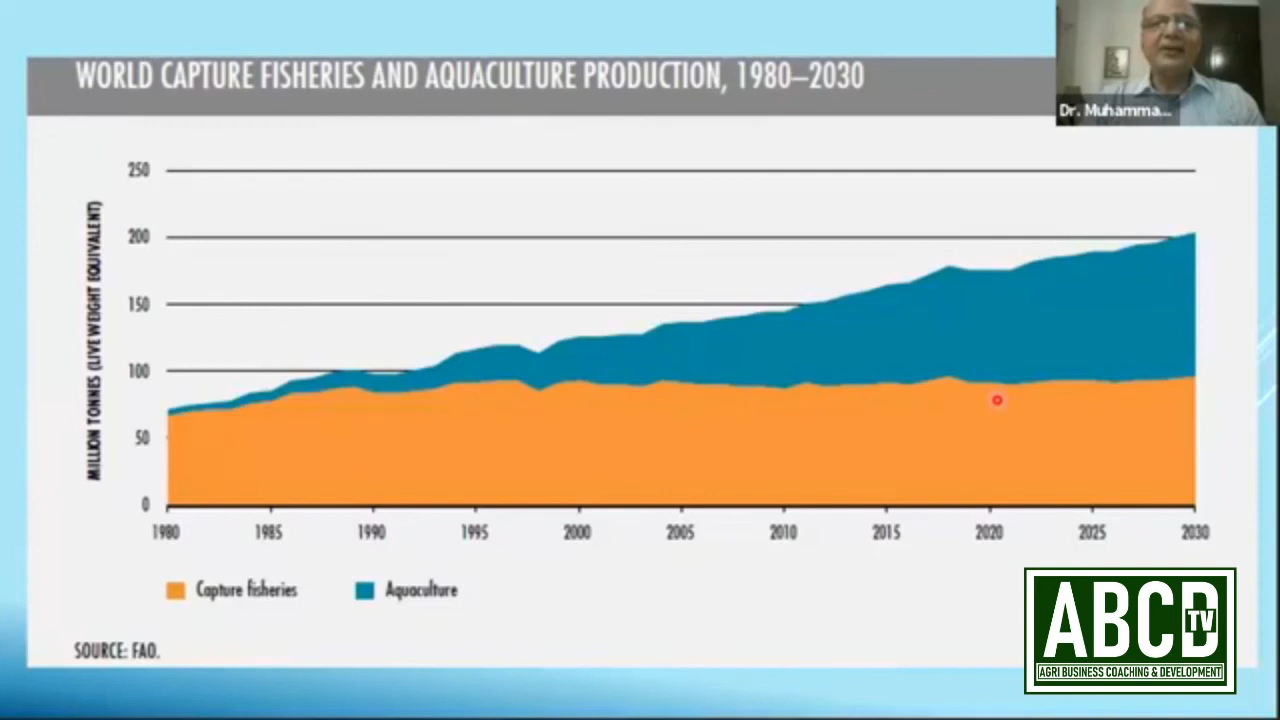 WORLD CAPTURE FISHERIES AND AQUACULTURE PRODUCTION, 1980–2030
Dr. Muhamma...
MILLION TONNES (LIVE WEIGHT EQUIVALENT)
250
200
150
100
50
0
1980 1985 1990 1995 2000 2005 2010 2015 2020 2025 2030
Capture fisheries Aquaculture
SOURCE: FAO.
ABCD TV
AGRI BUSINESS COACHING & DEVELOPMENT